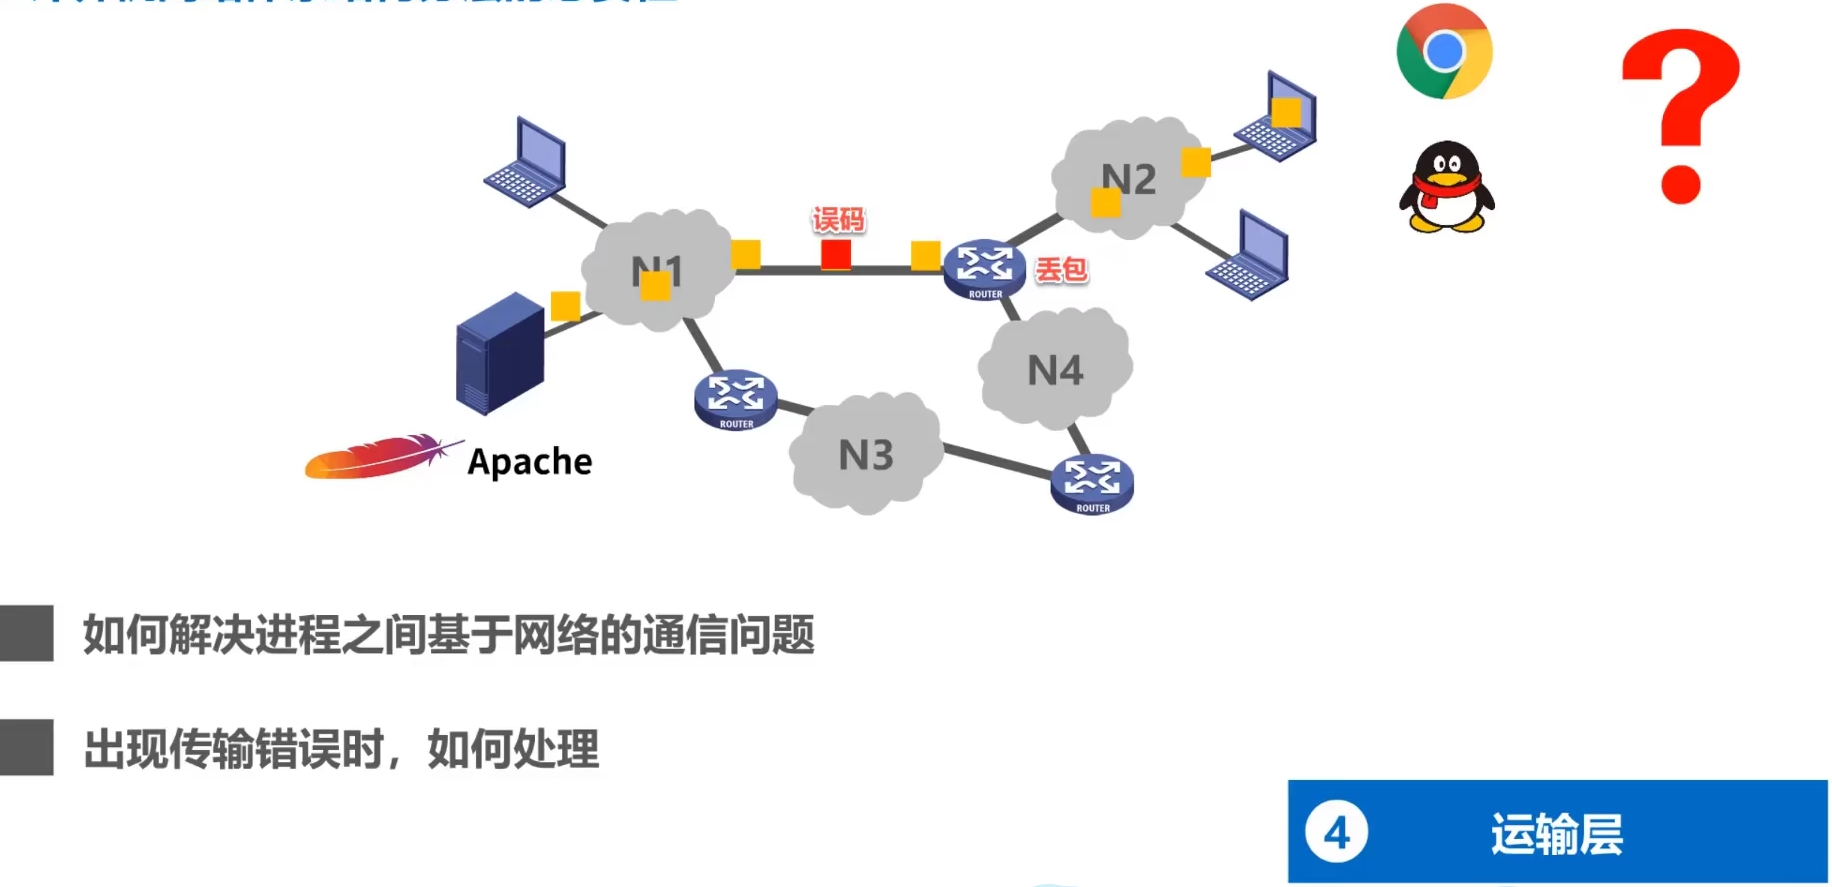 误码
N2
N1
丢包
ROUTER
N4
ROUTER
N3
Apache
ROUTER
如何解决进程之间基于网络的通信问题
出现传输错误时，如何处理
4 运输层
?